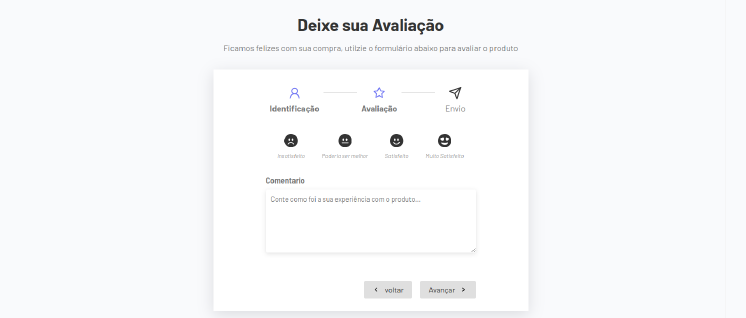 Deixe sua Avaliação
Ficamos felizes com sua compra, utilzie o formulário abaixo para avaliar o produto
Identificação Avaliação Envio
Insatisfeito Poderia ser melhor Satisfeito Muito Satisfeito
Comentario
Conte como foi a sua experiência com o produto...
voltar Avançar